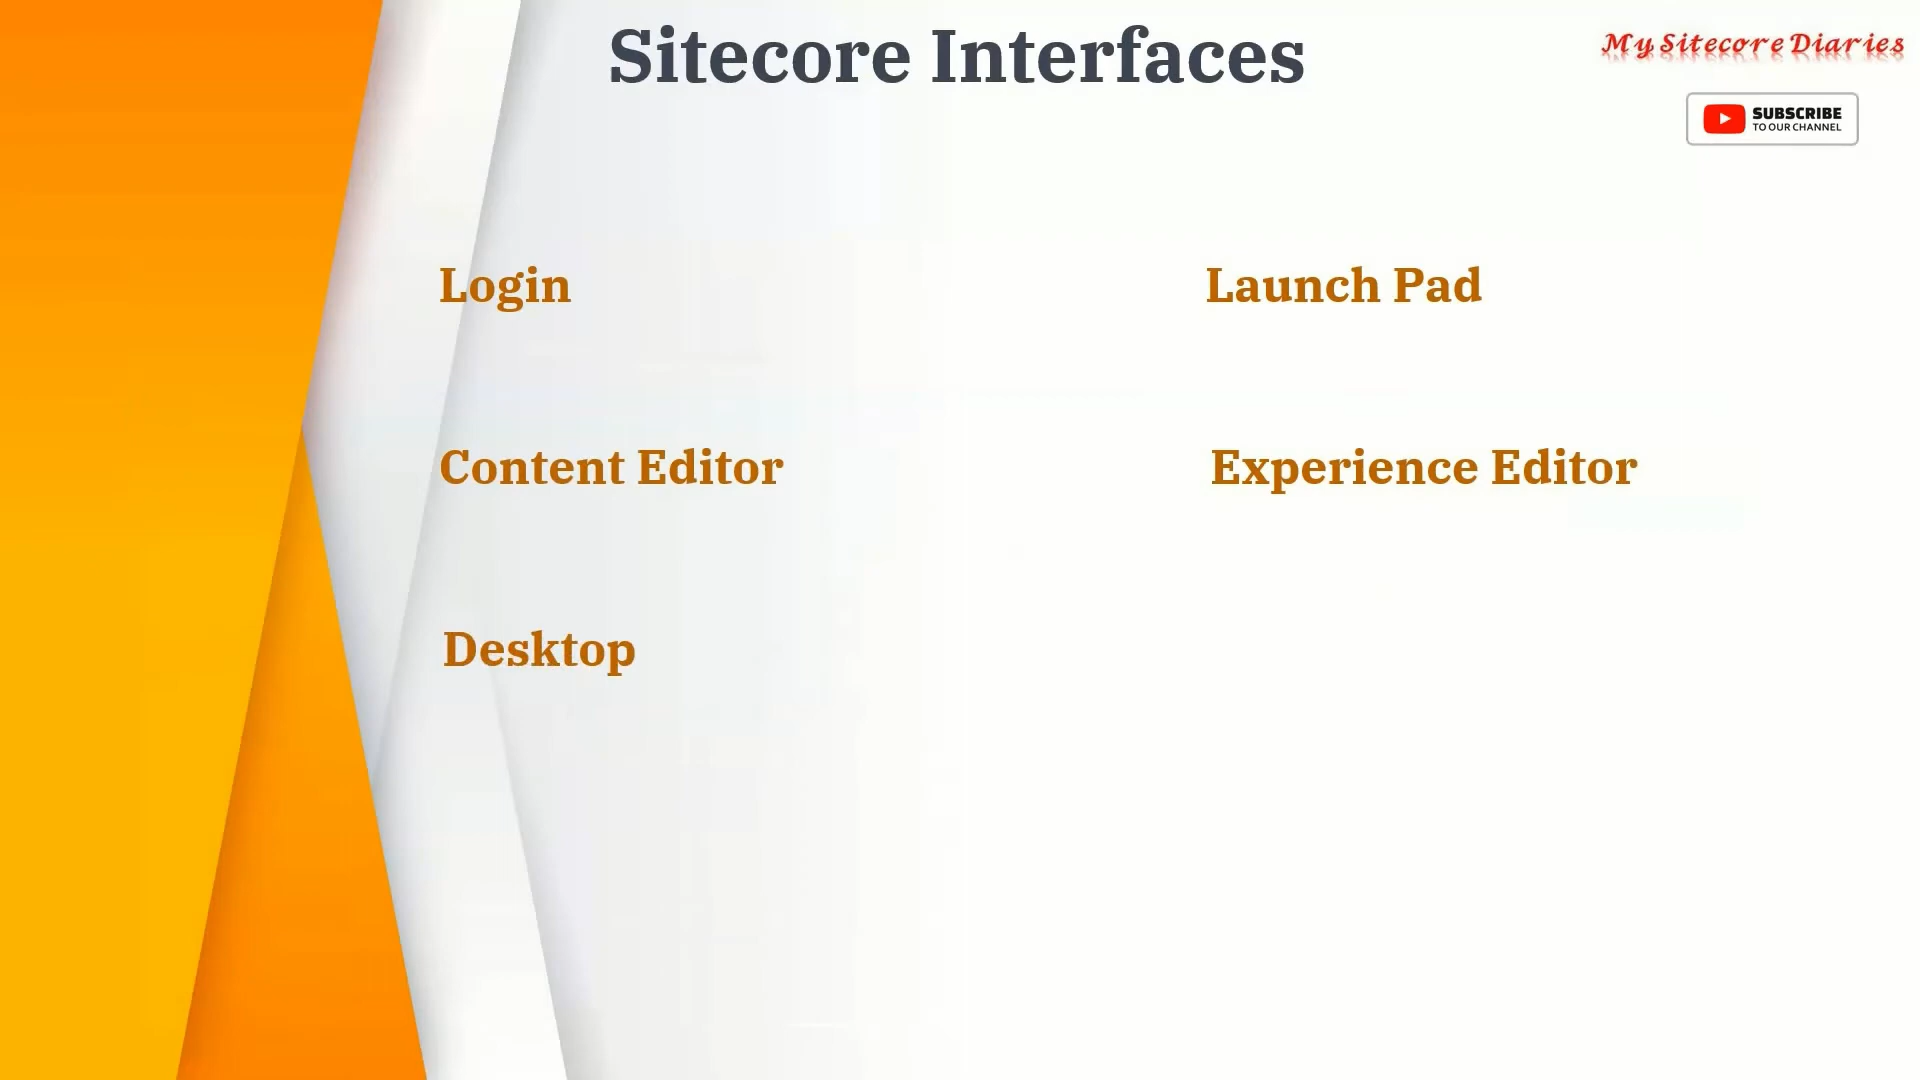 Sitecore Interfaces
My Sitecore Diaries
SUBSCRIBE
TO OUR CHANNEL
Login
Launch Pad
Content Editor
Experience Editor
Desktop